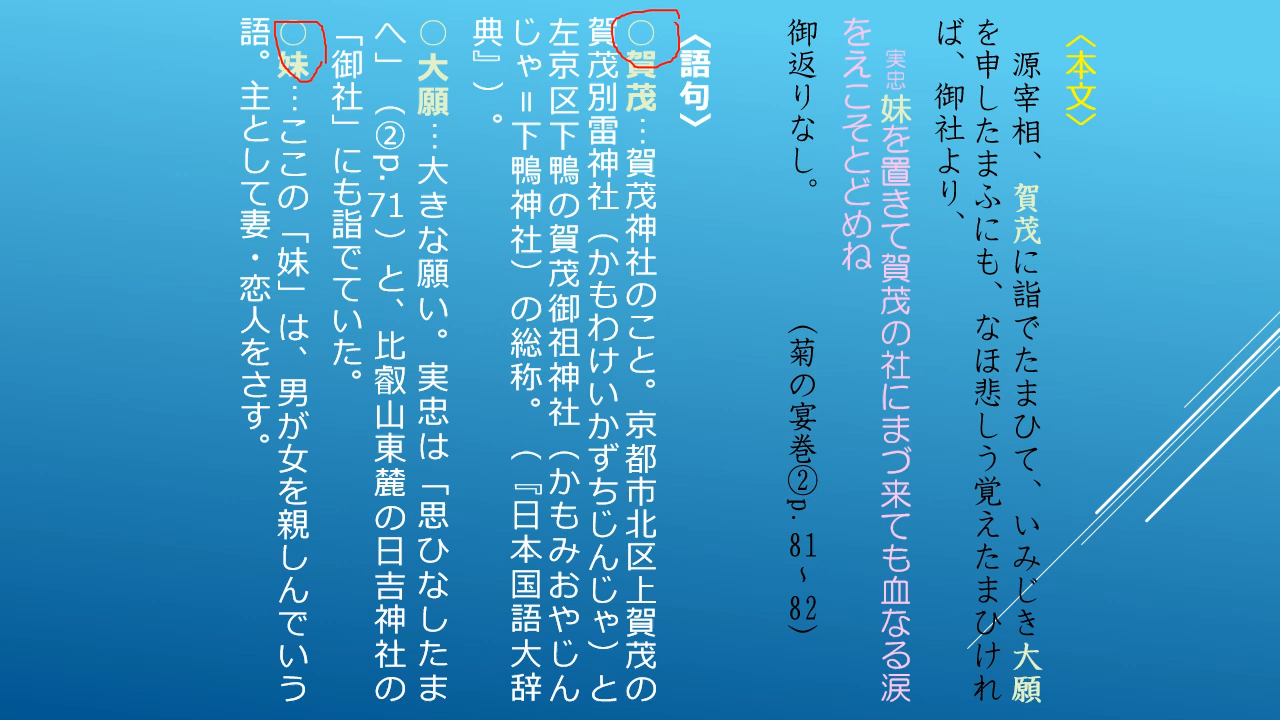 〈本文〉
源宰相、賀茂に詣でたまひて、いみじき大願
を申したまふにも、なほ悲しう覚えたまひけれ
ば、御社より、
実忠 妹を置きて賀茂の社にまづ来ても血なる涙
をえこそとどめね
御返りなし。 （菊の宴巻②p.81~82）
〈語句〉
○賀茂…賀茂神社のこと。京都市北区上賀茂の
賀茂別雷神社（かもわけいかずちじんじゃ）と
左京区下鴨の賀茂御祖神社（かもみおやじん
じゃ＝下鴨神社）の総称。（『日本国語大辞
典』）。
○大願…大きな願い。実忠は「思ひなしたま
へ」（②p.71）と、比叡山東麓の日吉神社の
「御社」にも詣でていた。
○妹…ここの「妹」は、男が女を親しんでいう
語。主として妻・恋人をさす。